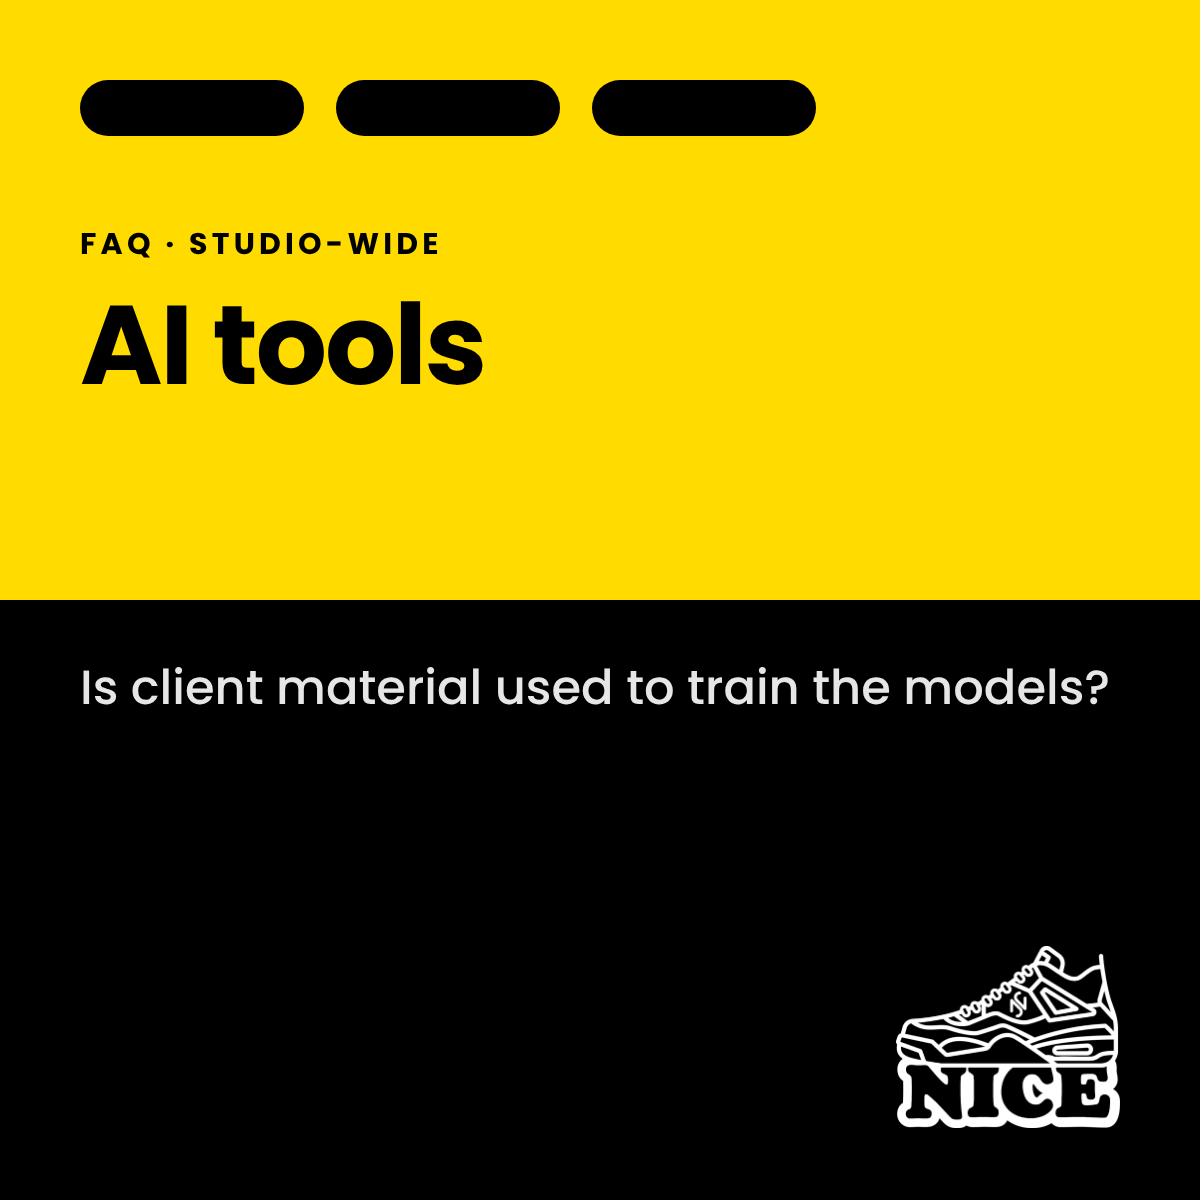 FAQ · STUDIO-WIDE
AI tools
Is client material used to train the models?
NICE